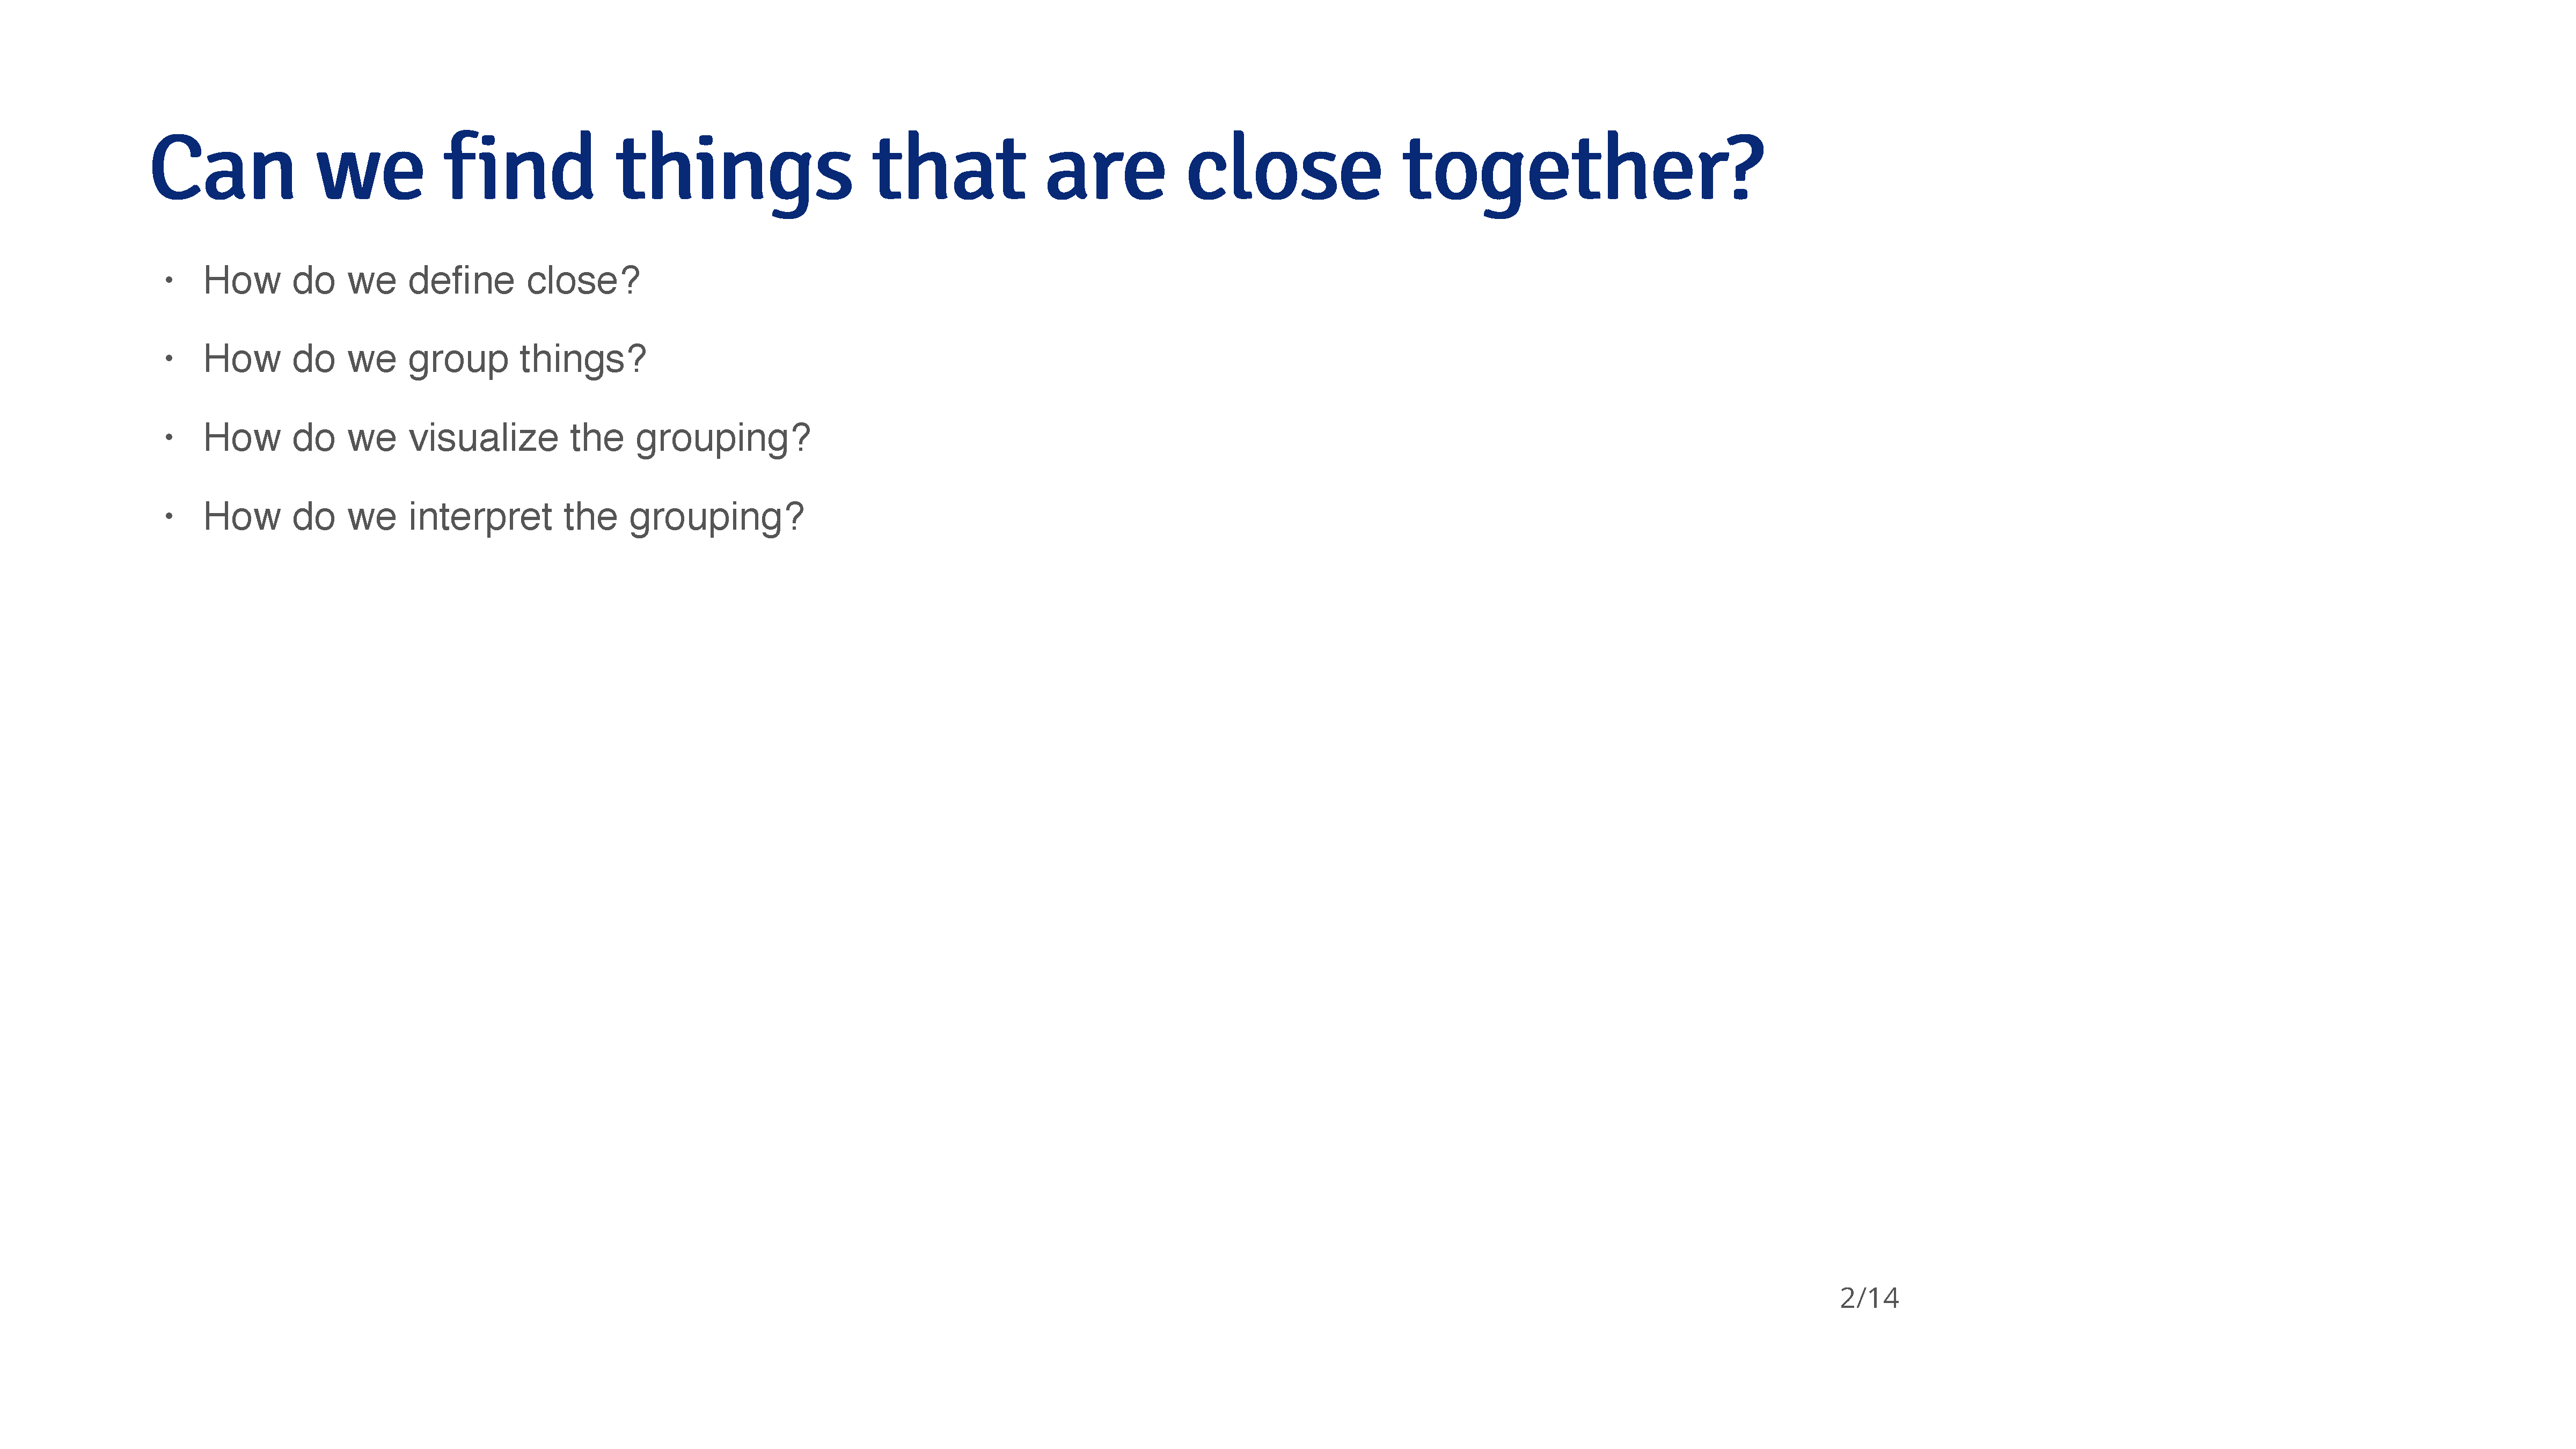 Can we find things that are close together?
• How do we define close?
• How do we group things?
• How do we visualize the grouping?
• How do we interpret the grouping?
2/14